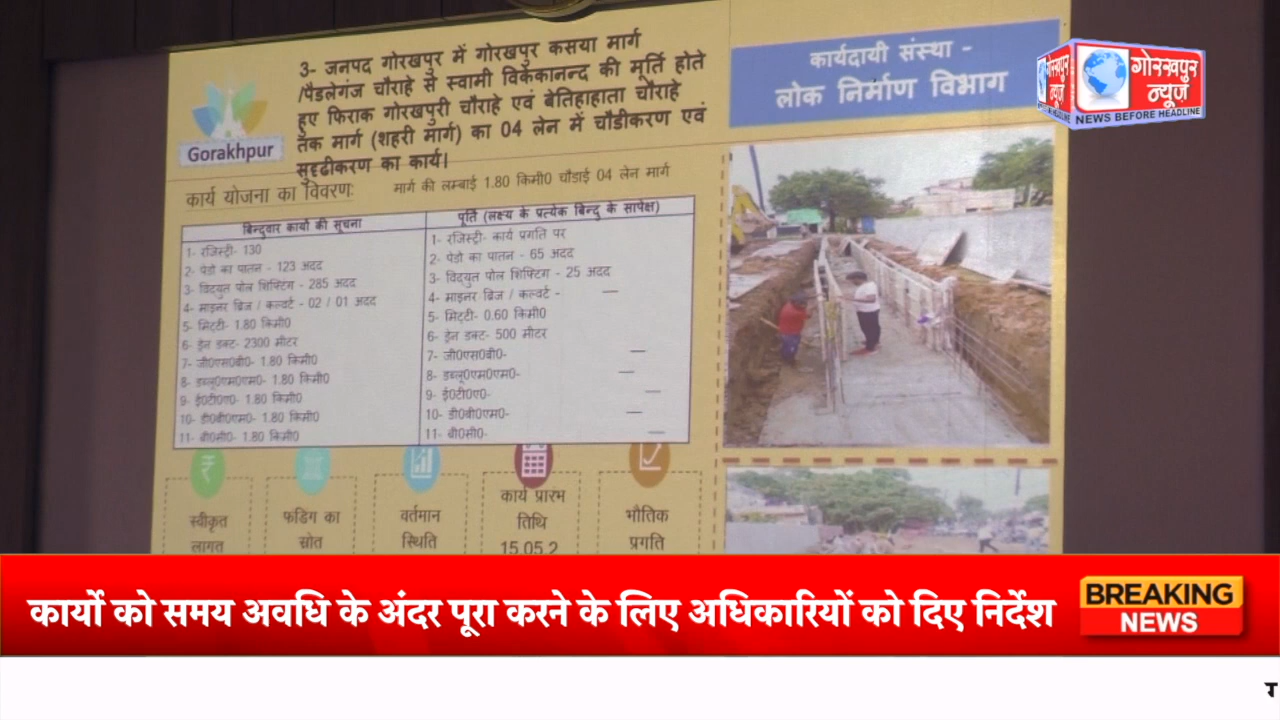 3- जनपद गोरखपुर में गोरखपुर कसया मार्ग
/पैडलेगंज चौराहे से स्वामी विवेकानन्द की मूर्ति होते
हुए फिराक गोरखपुरी चौराहे एवं बेतिहाहाता चौराहे
तक मार्ग (शहरी मार्ग) का 04 लेन में चौडीकरण एवं
सुदृढीकरण का कार्य।
Gorakhpur
कार्यदायी संस्था -
लोक निर्माण विभाग
गोरखपुर
न्यूज़
NEWS BEFORE HEADLINE
कार्य योजना का विवरण: मार्ग की लम्बाई 1.80 किमी0 चौडाई 04 लेन मार्ग
बिन्दुवार कार्यो की सूचना
1- रजिस्ट्री- 130
2- पेडो का पातन - 123 अदद
3- विद्युत पोल शिफ्टिग - 285 अदद
4- माइनर ब्रिज / कल्वर्ट - 02 / 01 अदद
5- मिट्टी- 1.80 किमी0
6- ड्रेन डक्ट- 2300 मीटर
7- जी0एस0बी0- 1.80 किमी0
8- डब्लू0एम0एम0- 1.80 किमी0
9- ई0टी0ए0- 1.80 किमी0
10- डी0बी0एम0- 1.80 किमी0
11- बी0सी0- 1.80 किमी0
पूर्ति (लक्ष्य के प्रत्येक बिन्दु के सापेक्ष)
1- रजिस्ट्री- कार्य प्रगति पर
2- पेडो का पातन - 65 अदद
3- विद्युत पोल शिफ्टिग - 25 अदद
4- माइनर ब्रिज / कल्वर्ट - —
5- मिट्टी- 0.60 किमी0
6- ड्रेन डक्ट- 500 मीटर
7- जी0एस0बी0- —
8- डब्लू0एम0एम0- —
9- ई0टी0ए0- —
10- डी0बी0एम0- —
11- बी0सी0- —
स्वीकृत
लागत
फडिग का
स्रोत
वर्तमान
स्थिति
कार्य प्रारंभ
तिथि
15.05.2
भौतिक
प्रगति
कार्यो को समय अवधि के अंदर पूरा करने के लिए अधिकारियों को दिए निर्देश
BREAKING
NEWS